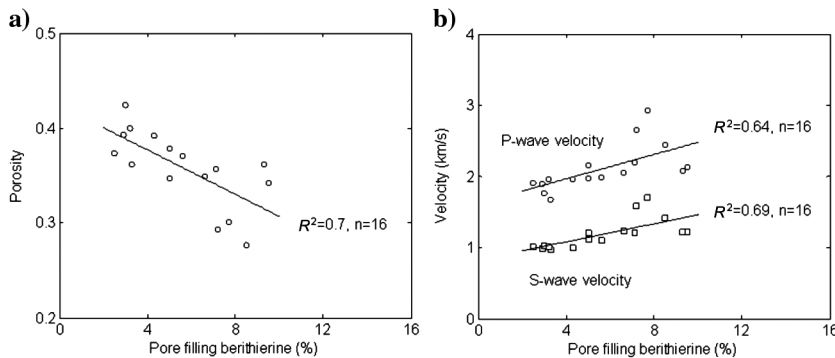 a)
0.5
0.4
0.3
0.2
Porosity
R²=0.7, n=16
0 4 8 12 16
Pore filling berithierine (%)
b)
4
3
2
1
0
Velocity (km/s)
P-wave velocity
R²=0.64, n=16
R²=0.69, n=16
S-wave velocity
0 4 8 12 16
Pore filling berithierine (%)